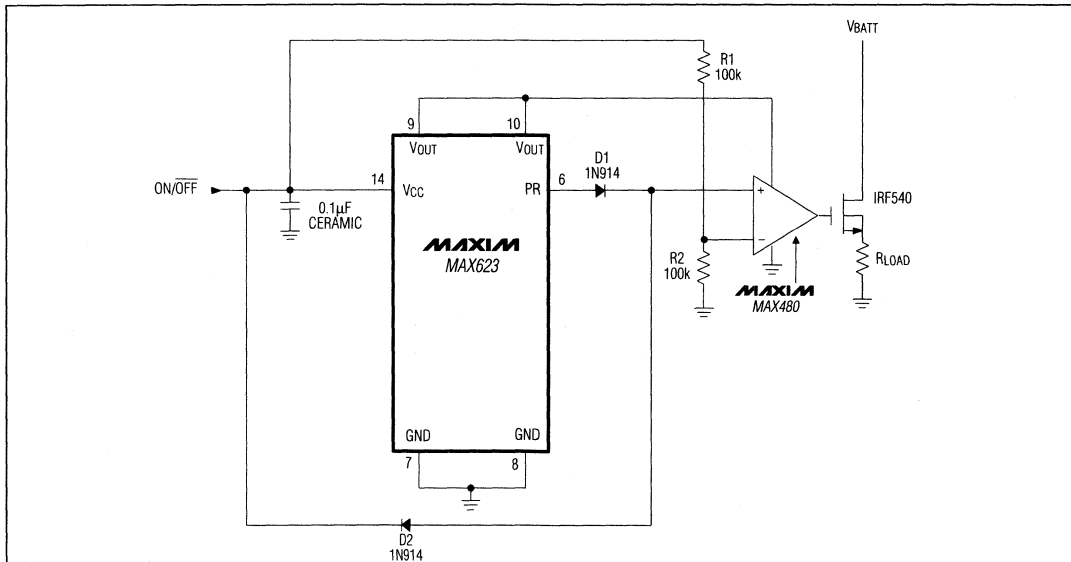 VBATT
R1
100k
9
10
VOUT
VOUT
D1
1N914
ON/OFF
14
VCC
PR
6
+
IRF540
0.1µF
CERAMIC
MAXIM
MAX623
R2
100k
−
RLOAD
MAXIM
MAX480
GND
GND
7
8
D2
1N914